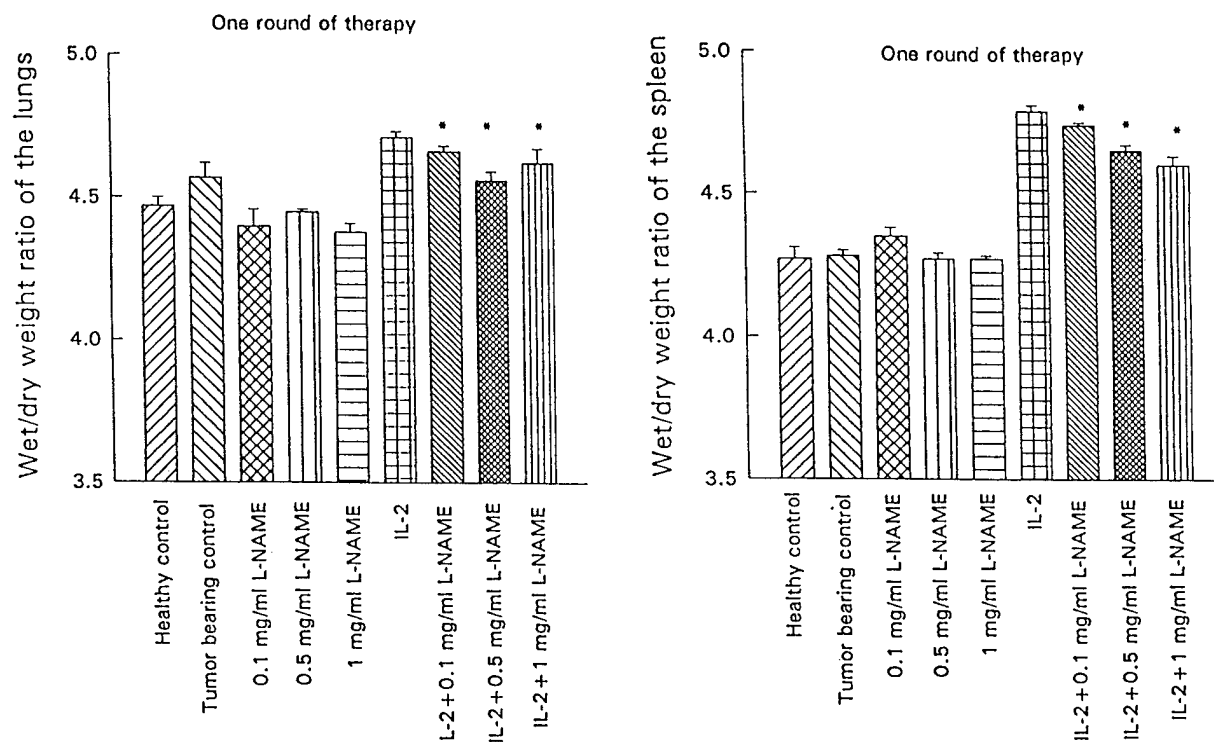 One round of therapy
Wet/dry weight ratio of the lungs
5.0
4.5
4.0
3.5
* * *
Healthy control
Tumor bearing control
0.1 mg/ml L-NAME
0.5 mg/ml L-NAME
1 mg/ml L-NAME
IL-2
L-2+0.1 mg/ml L-NAME
IL-2+0.5 mg/ml L-NAME
IL-2+1 mg/ml L-NAME
One round of therapy
Wet/dry weight ratio of the spleen
5.0
4.5
4.0
3.5
* * *
Healthy control
Tumor bearing control
0.1 mg/ml L-NAME
0.5 mg/ml L-NAME
1 mg/ml L-NAME
IL-2
IL-2+0.1 mg/ml L-NAME
IL-2+0.5 mg/ml L-NAME
IL-2+1 mg/ml L-NAME